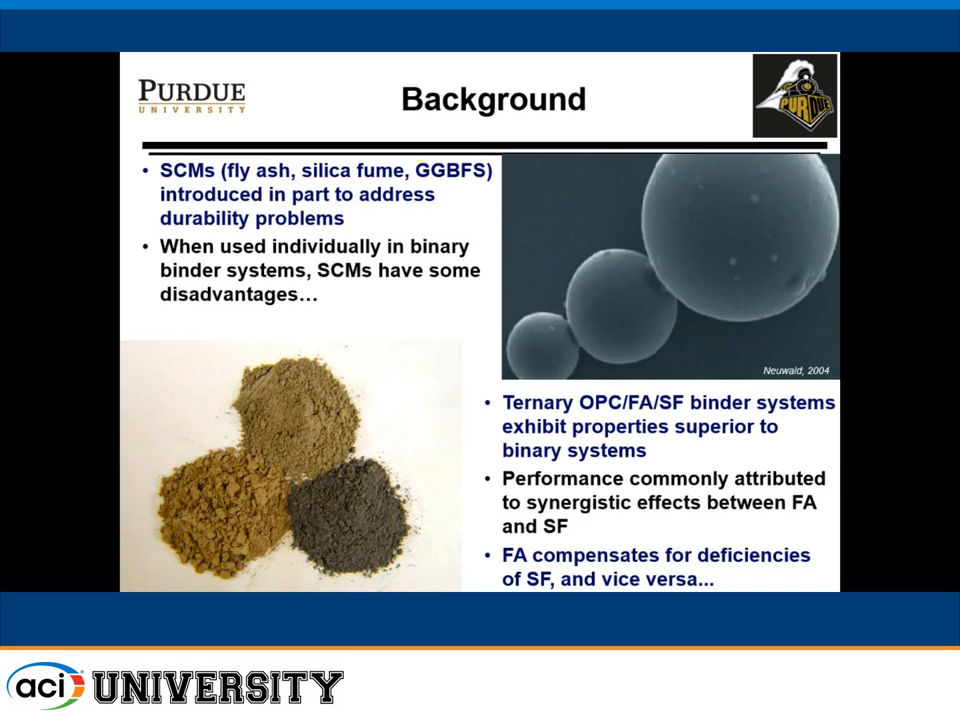 PURDUE
UNIVERSITY
Background
PURDUE
• SCMs (fly ash, silica fume, GGBFS)
introduced in part to address
durability problems
• When used individually in binary
binder systems, SCMs have some
disadvantages…
Neuwald, 2004
• Ternary OPC/FA/SF binder systems
exhibit properties superior to
binary systems
• Performance commonly attributed
to synergistic effects between FA
and SF
• FA compensates for deficiencies
of SF, and vice versa...
aci UNIVERSITY